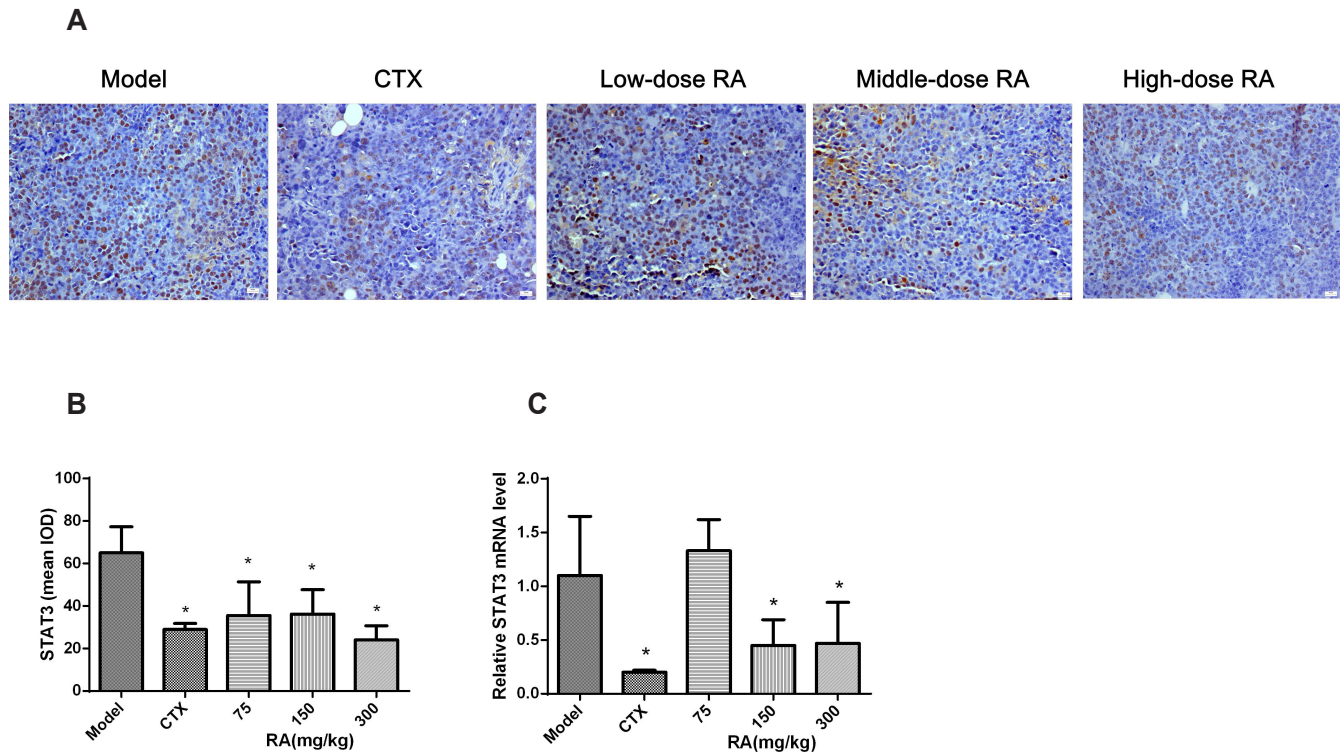 A
Model CTX Low-dose RA Middle-dose RA High-dose RA
B
STAT3 (mean IOD)
100
80
60
40
20
0
*
*
*
*
Model CTX 75 150 300
RA(mg/kg)
C
Relative STAT3 mRNA level
2.0
1.5
1.0
0.5
0.0
*
*
*
Model CTX 75 150 300
RA(mg/kg)